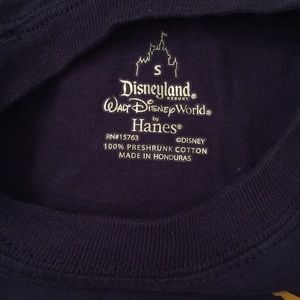 S
Disneyland®
RESORT
Walt Disney World®
by
Hanes®
RN#15763 ©DISNEY
100% PRESHRUNK COTTON
MADE IN HONDURAS